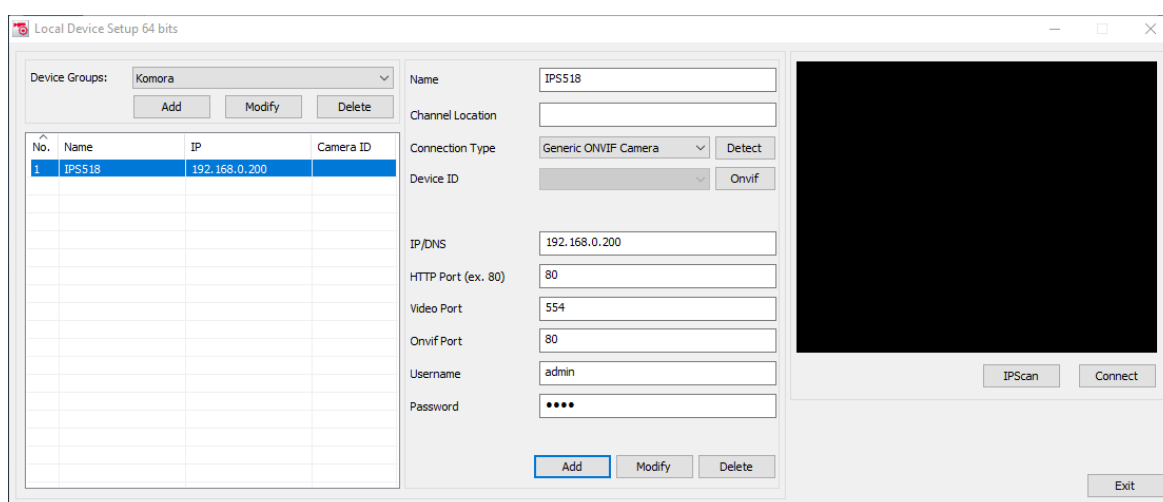 Local Device Setup 64 bits
Device Groups:
Komora
Add
Modify
Delete
No.
Name
IP
Camera ID
1
IPS518
192.168.0.200
Name
IPS518
Channel Location
Connection Type
Generic ONVIF Camera
Detect
Device ID
Onvif
IP/DNS
192.168.0.200
HTTP Port (ex. 80)
80
Video Port
554
Onvif Port
80
Username
admin
Password
••••
Add
Modify
Delete
IPScan
Connect
Exit